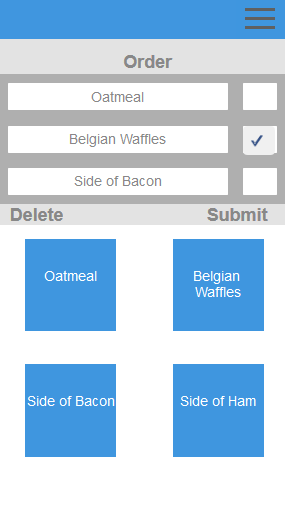 Order
Oatmeal
Belgian Waffles
Side of Bacon
Delete Submit
Oatmeal
Belgian
Waffles
Side of Bacon
Side of Ham